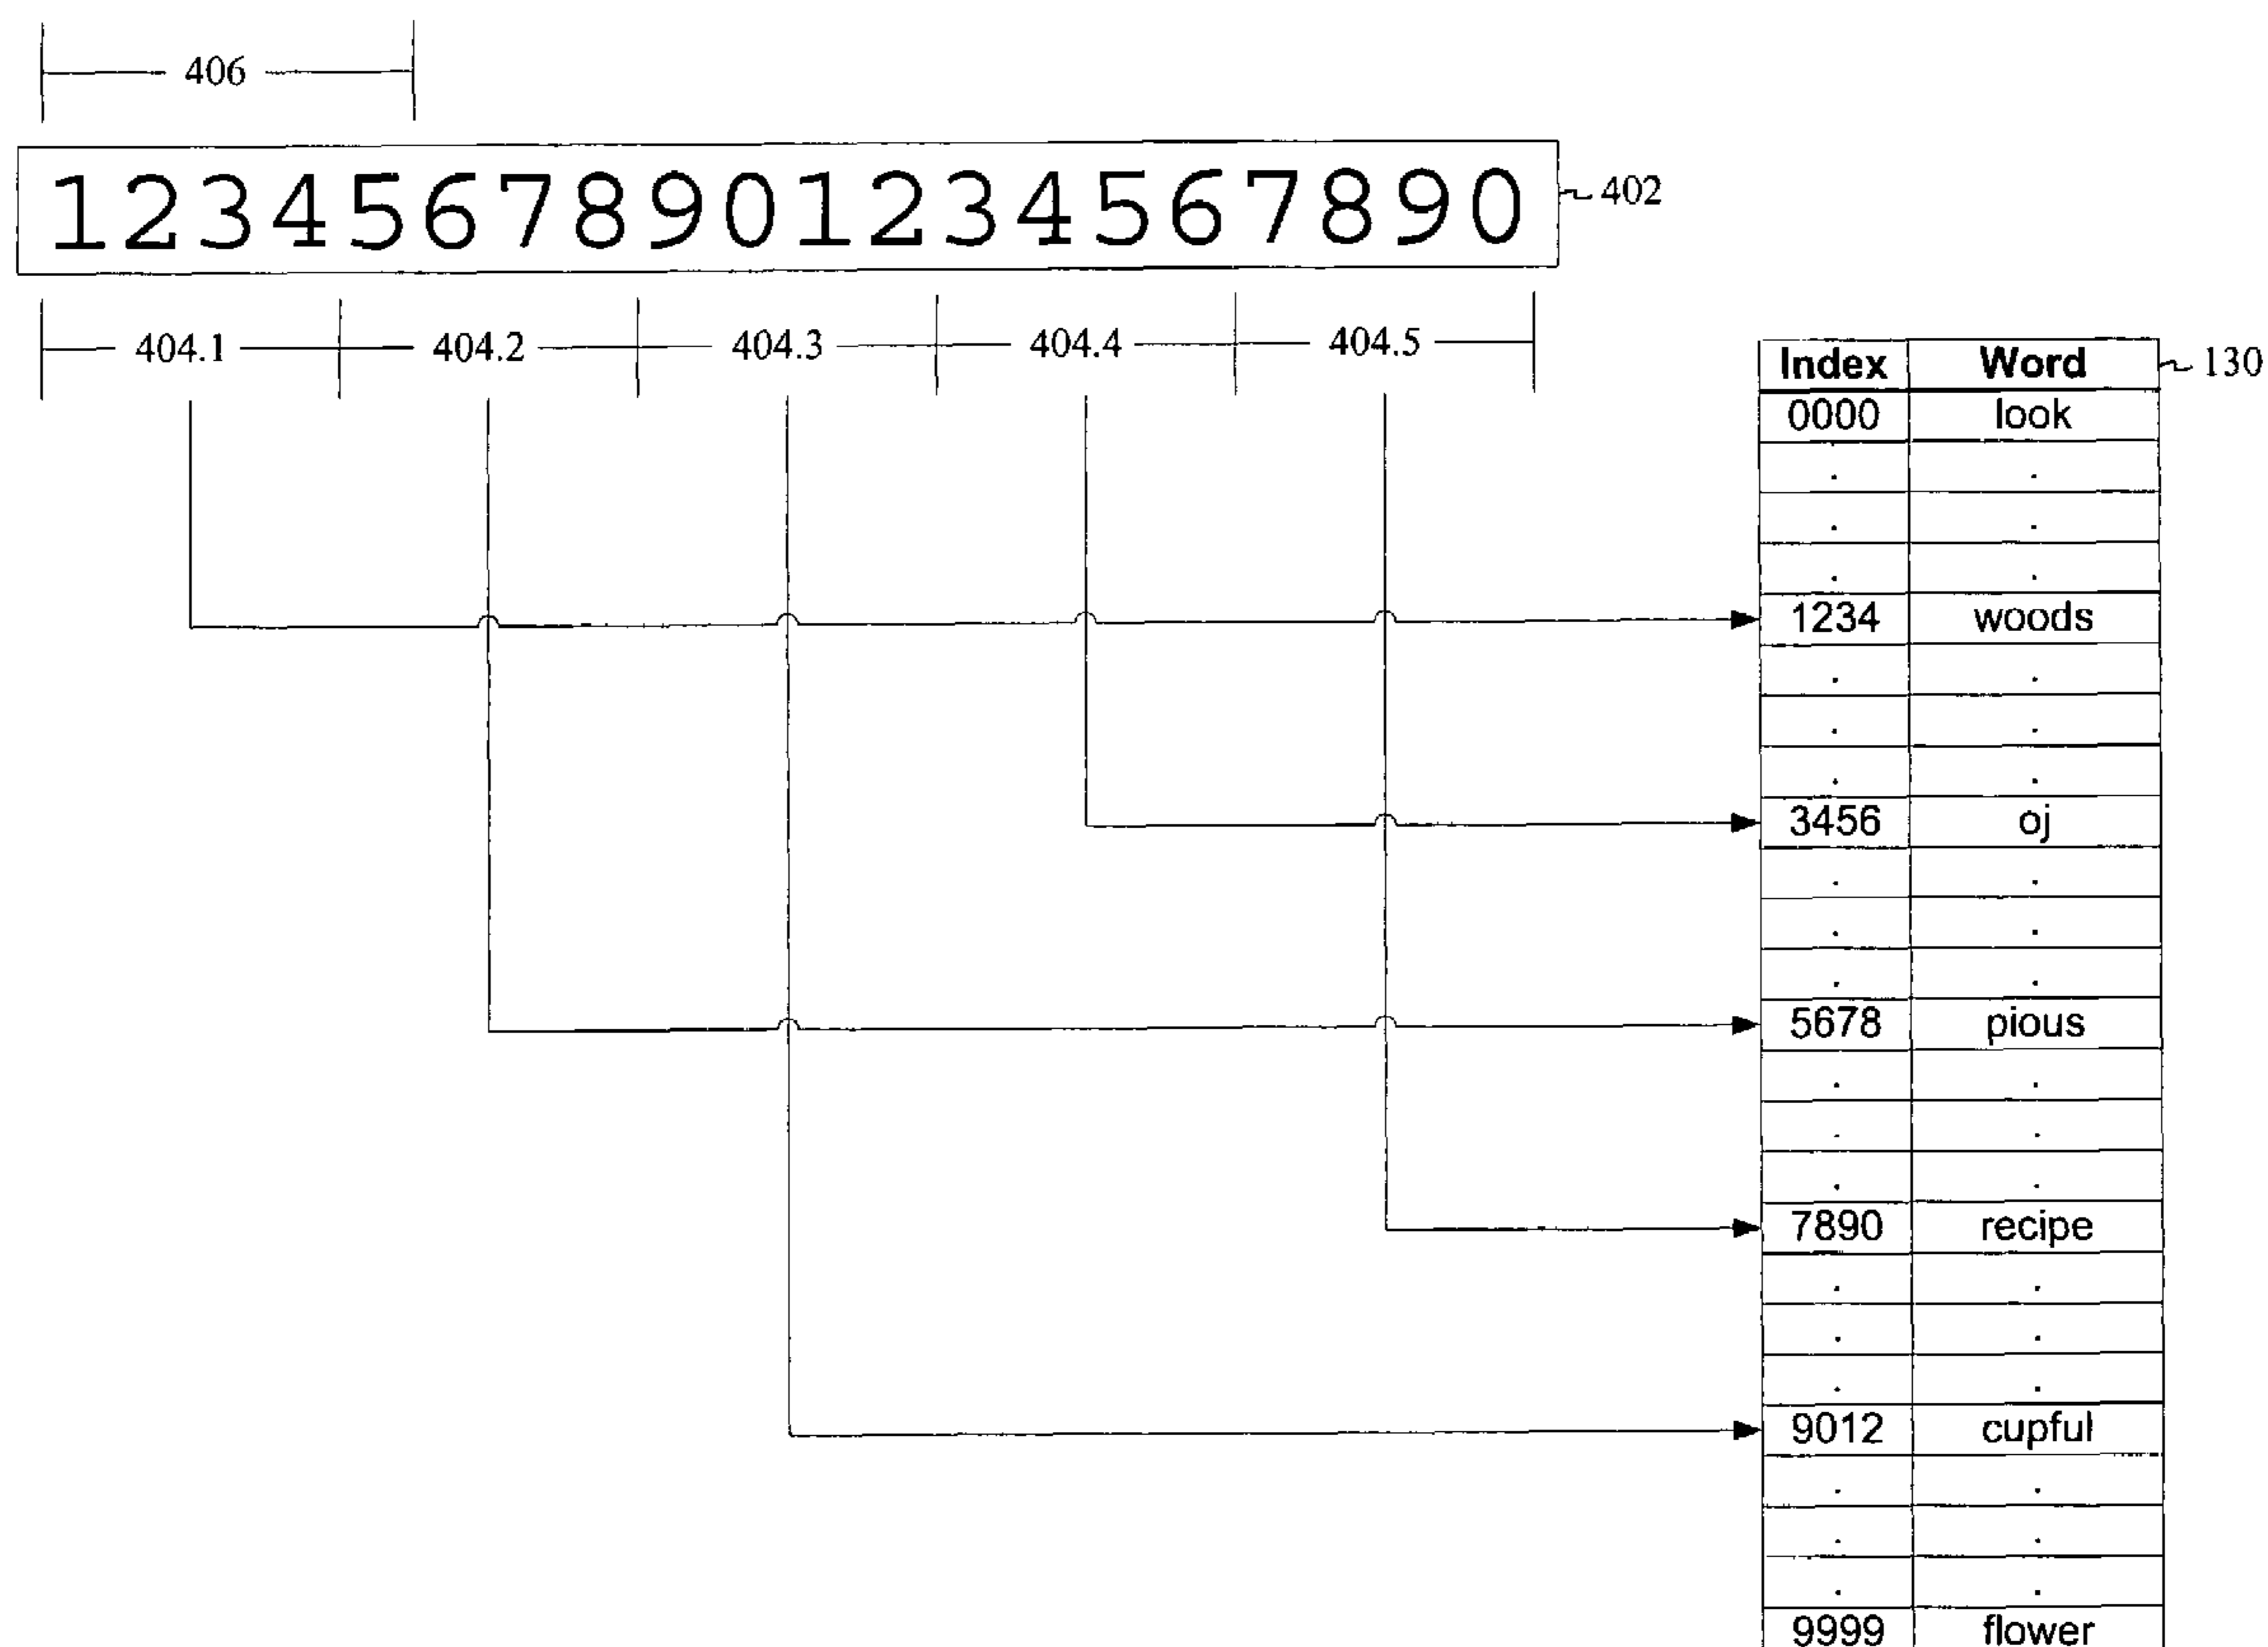 406
12345678901234567890
402
404.1 404.2 404.3 404.4 404.5
Index Word
130
0000 look
. .
. .
. .
1234 woods
. .
. .
. .
3456 oj
. .
. .
. .
5678 pious
. .
. .
. .
7890 recipe
. .
. .
. .
9012 cupful
. .
. .
. .
9999 flower